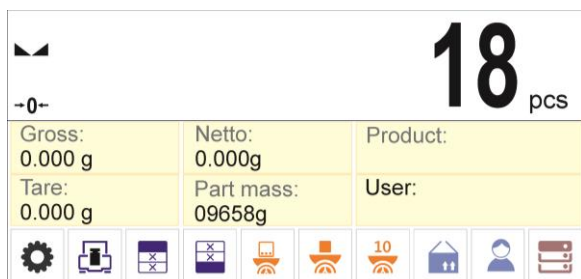 18 pcs
→0←
Gross:
0.000 g
Netto:
0.000g
Product:
Tare:
0.000 g
Part mass:
09658g
User:
10